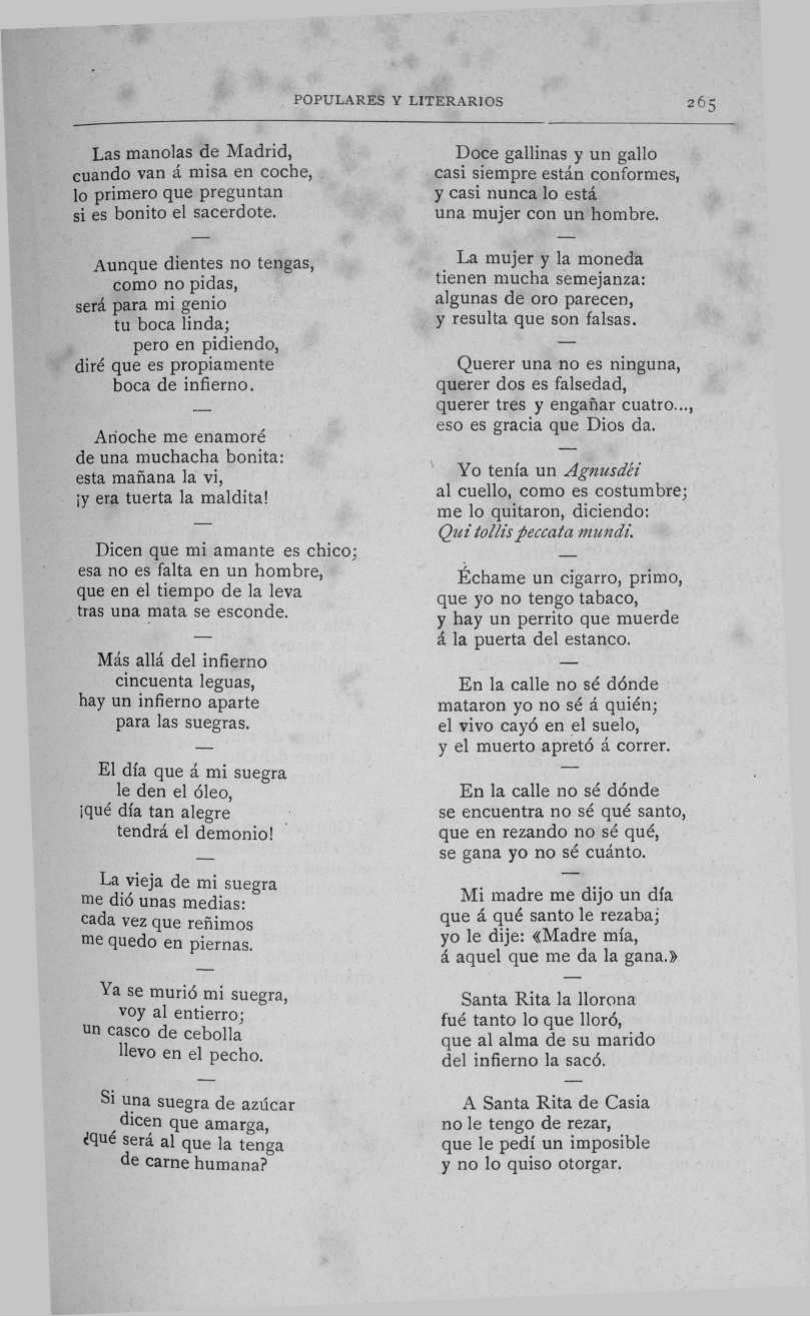 POPULARES Y LITERARIOS 265
Las manolas de Madrid,
cuando van á misa en coche,
lo primero que preguntan
si es bonito el sacerdote.
—
Aunque dientes no tengas,
como no pidas,
será para mi genio
tu boca linda;
pero en pidiendo,
diré que es propiamente
boca de infierno.
—
Anoche me enamoré
de una muchacha bonita:
esta mañana la vi,
¡y era tuerta la maldita!
—
Dicen que mi amante es chico;
esa no es falta en un hombre,
que en el tiempo de la leva
tras una mata se esconde.
—
Más allá del infierno
cincuenta leguas,
hay un infierno aparte
para las suegras.
—
El día que á mi suegra
le den el óleo,
¡qué día tan alegre
tendrá el demonio!
—
La vieja de mi suegra
me dió unas medias:
cada vez que reñimos
me quedo en piernas.
—
Ya se murió mi suegra,
voy al entierro;
un casco de cebolla
llevo en el pecho.
—
Si una suegra de azúcar
dicen que amarga,
¿qué será al que la tenga
de carne humana?
Doce gallinas y un gallo
casi siempre están conformes,
y casi nunca lo está
una mujer con un hombre.
—
La mujer y la moneda
tienen mucha semejanza:
algunas de oro parecen,
y resulta que son falsas.
—
Querer una no es ninguna,
querer dos es falsedad,
querer tres y engañar cuatro...,
eso es gracia que Dios da.
—
Yo tenía un Agnusdéi
al cuello, como es costumbre;
me lo quitaron, diciendo:
Qui tollis peccata mundi.
—
Échame un cigarro, primo,
que yo no tengo tabaco,
y hay un perrito que muerde
á la puerta del estanco.
—
En la calle no sé dónde
mataron yo no sé á quién;
el vivo cayó en el suelo,
y el muerto apretó á correr.
—
En la calle no sé dónde
se encuentra no sé qué santo,
que en rezando no sé qué,
se gana yo no sé cuánto.
—
Mi madre me dijo un día
que á qué santo le rezaba;
yo le dije: «Madre mía,
á aquel que me da la gana.»
—
Santa Rita la llorona
fué tanto lo que lloró,
que al alma de su marido
del infierno la sacó.
—
A Santa Rita de Casia
no le tengo de rezar,
que le pedí un imposible
y no lo quiso otorgar.